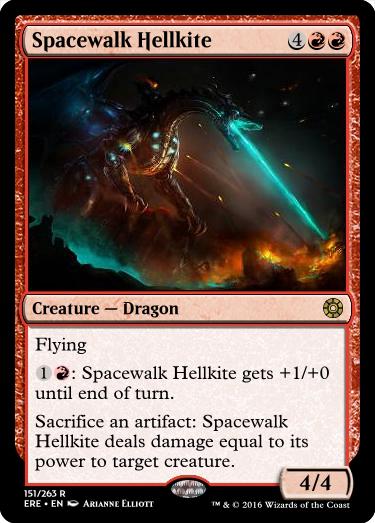 Spacewalk Hellkite 4
Creature — Dragon
Flying
1 : Spacewalk Hellkite gets +1/+0
until end of turn.
Sacrifice an artifact: Spacewalk
Hellkite deals damage equal to its
power to target creature.
4/4
151/263 R
ERE • EN Arianne Elliott ™ & © 2016 Wizards of the Coast